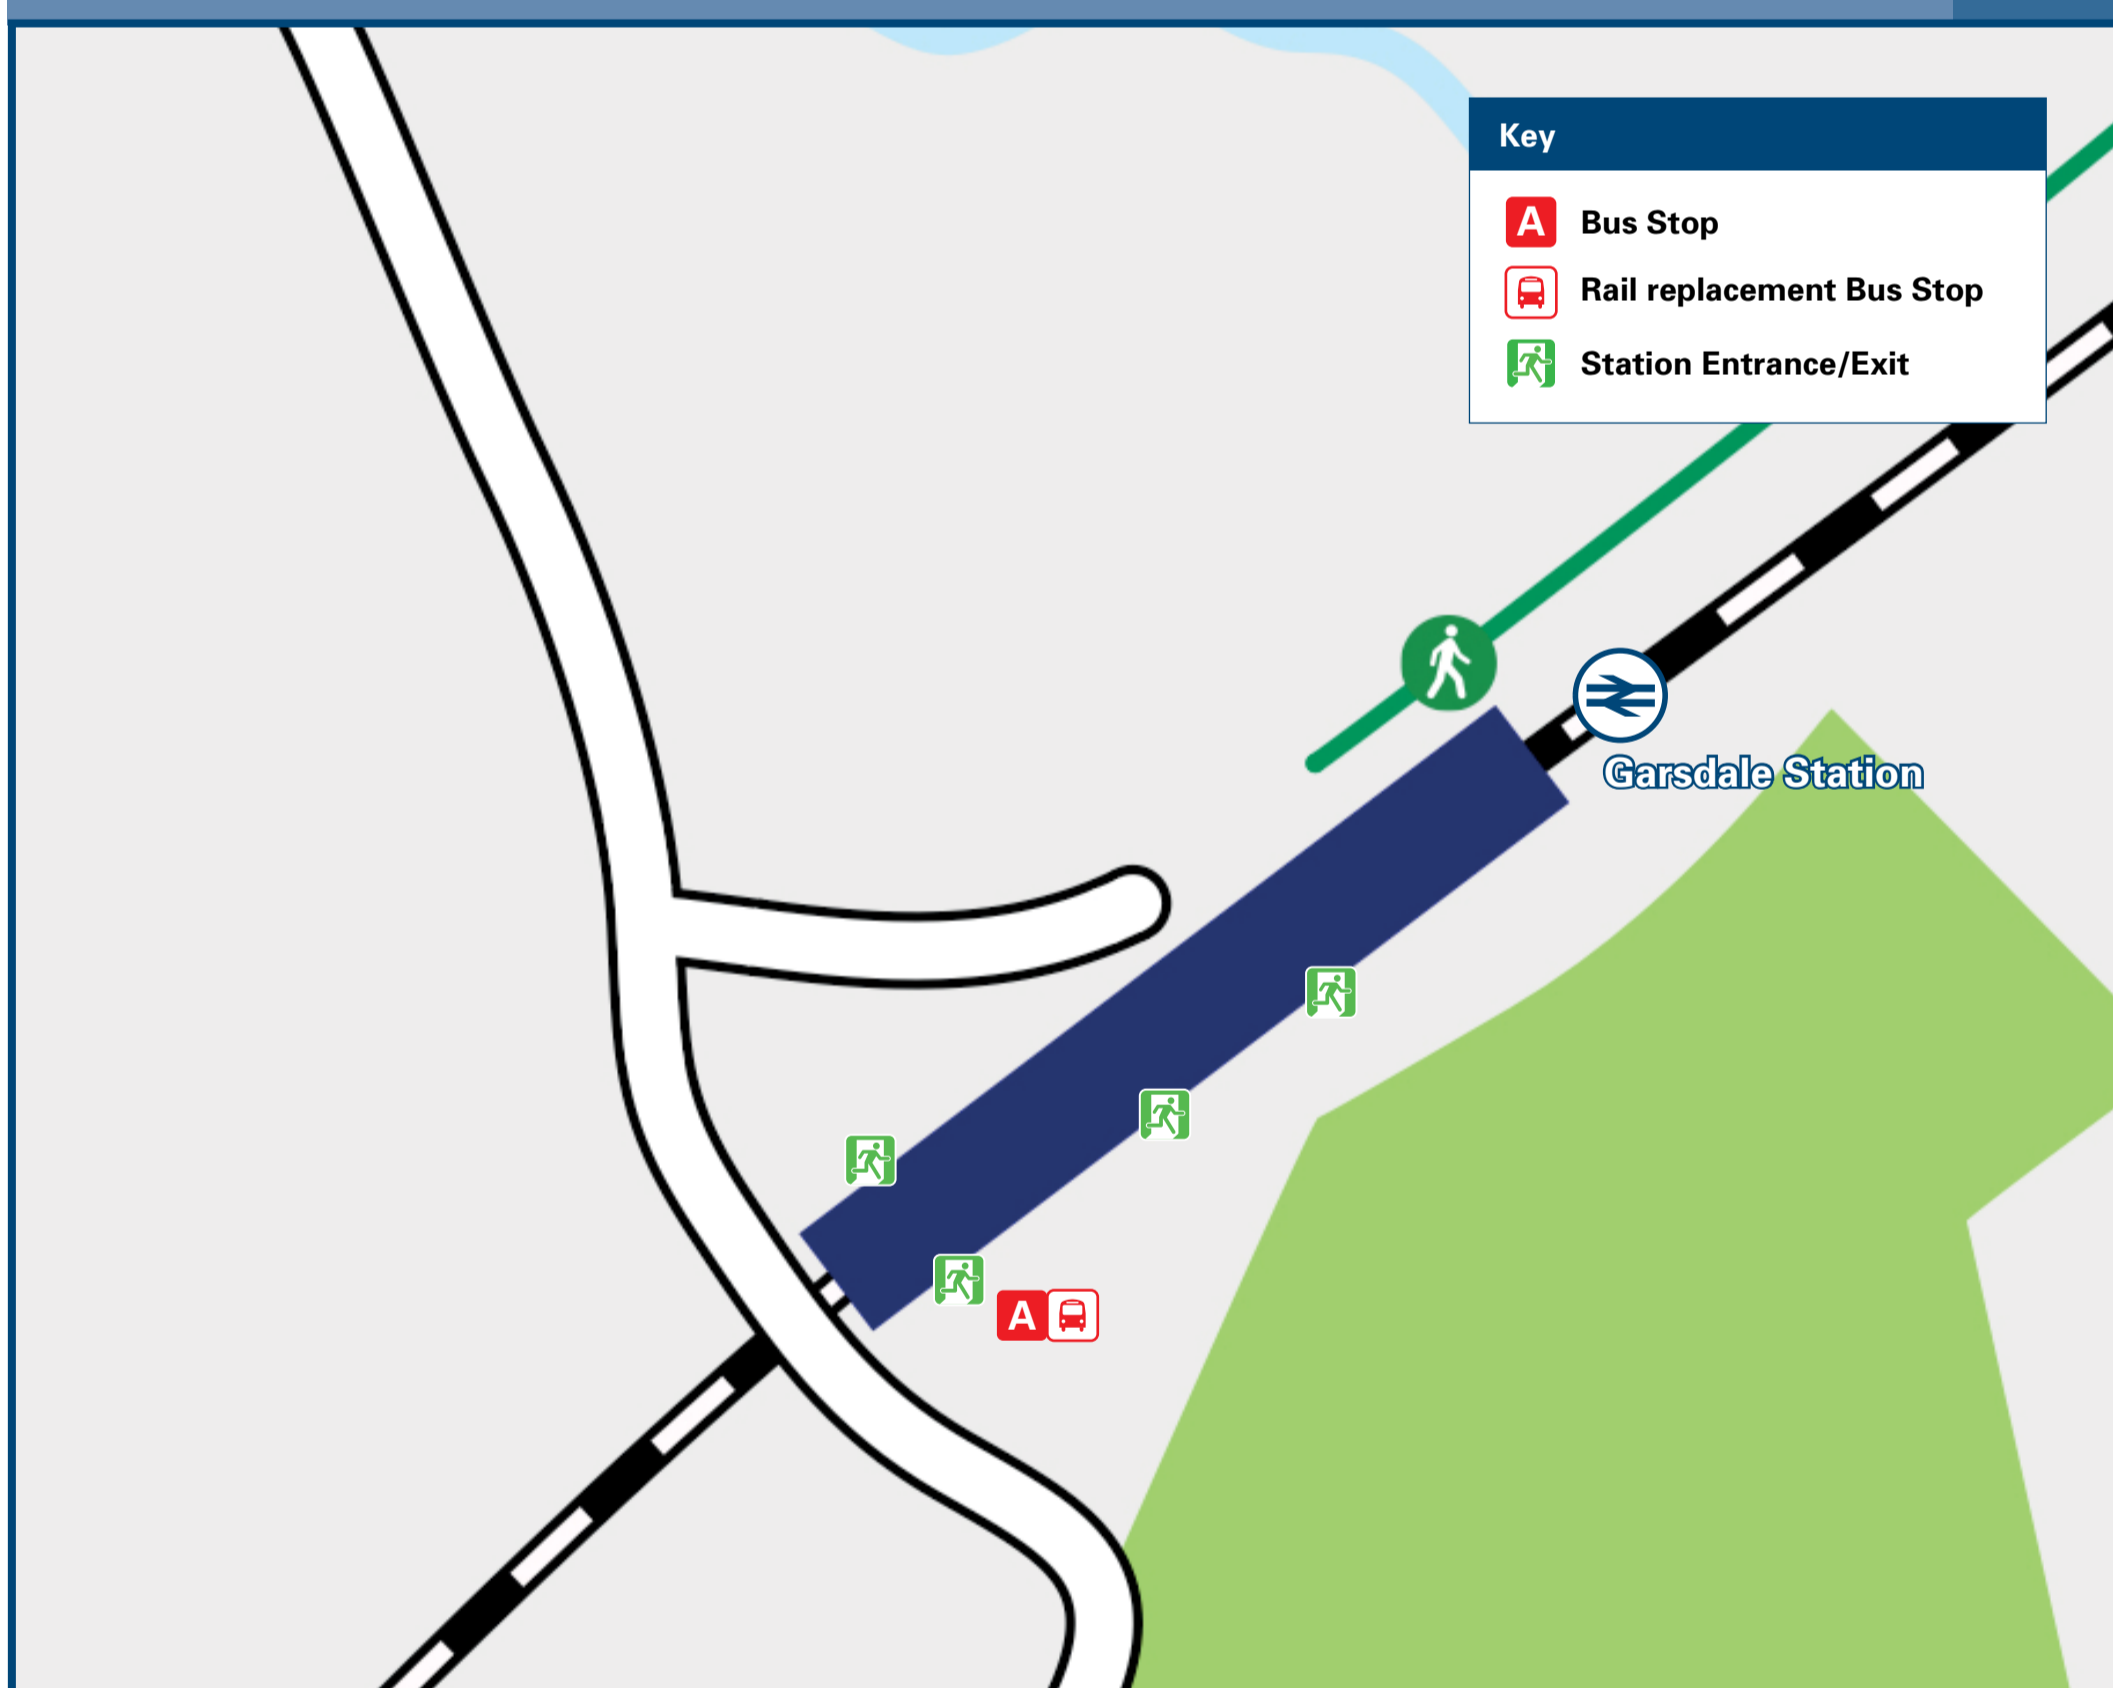 Key
A Bus Stop
Rail replacement Bus Stop
Station Entrance/Exit
Garsdale Station
A